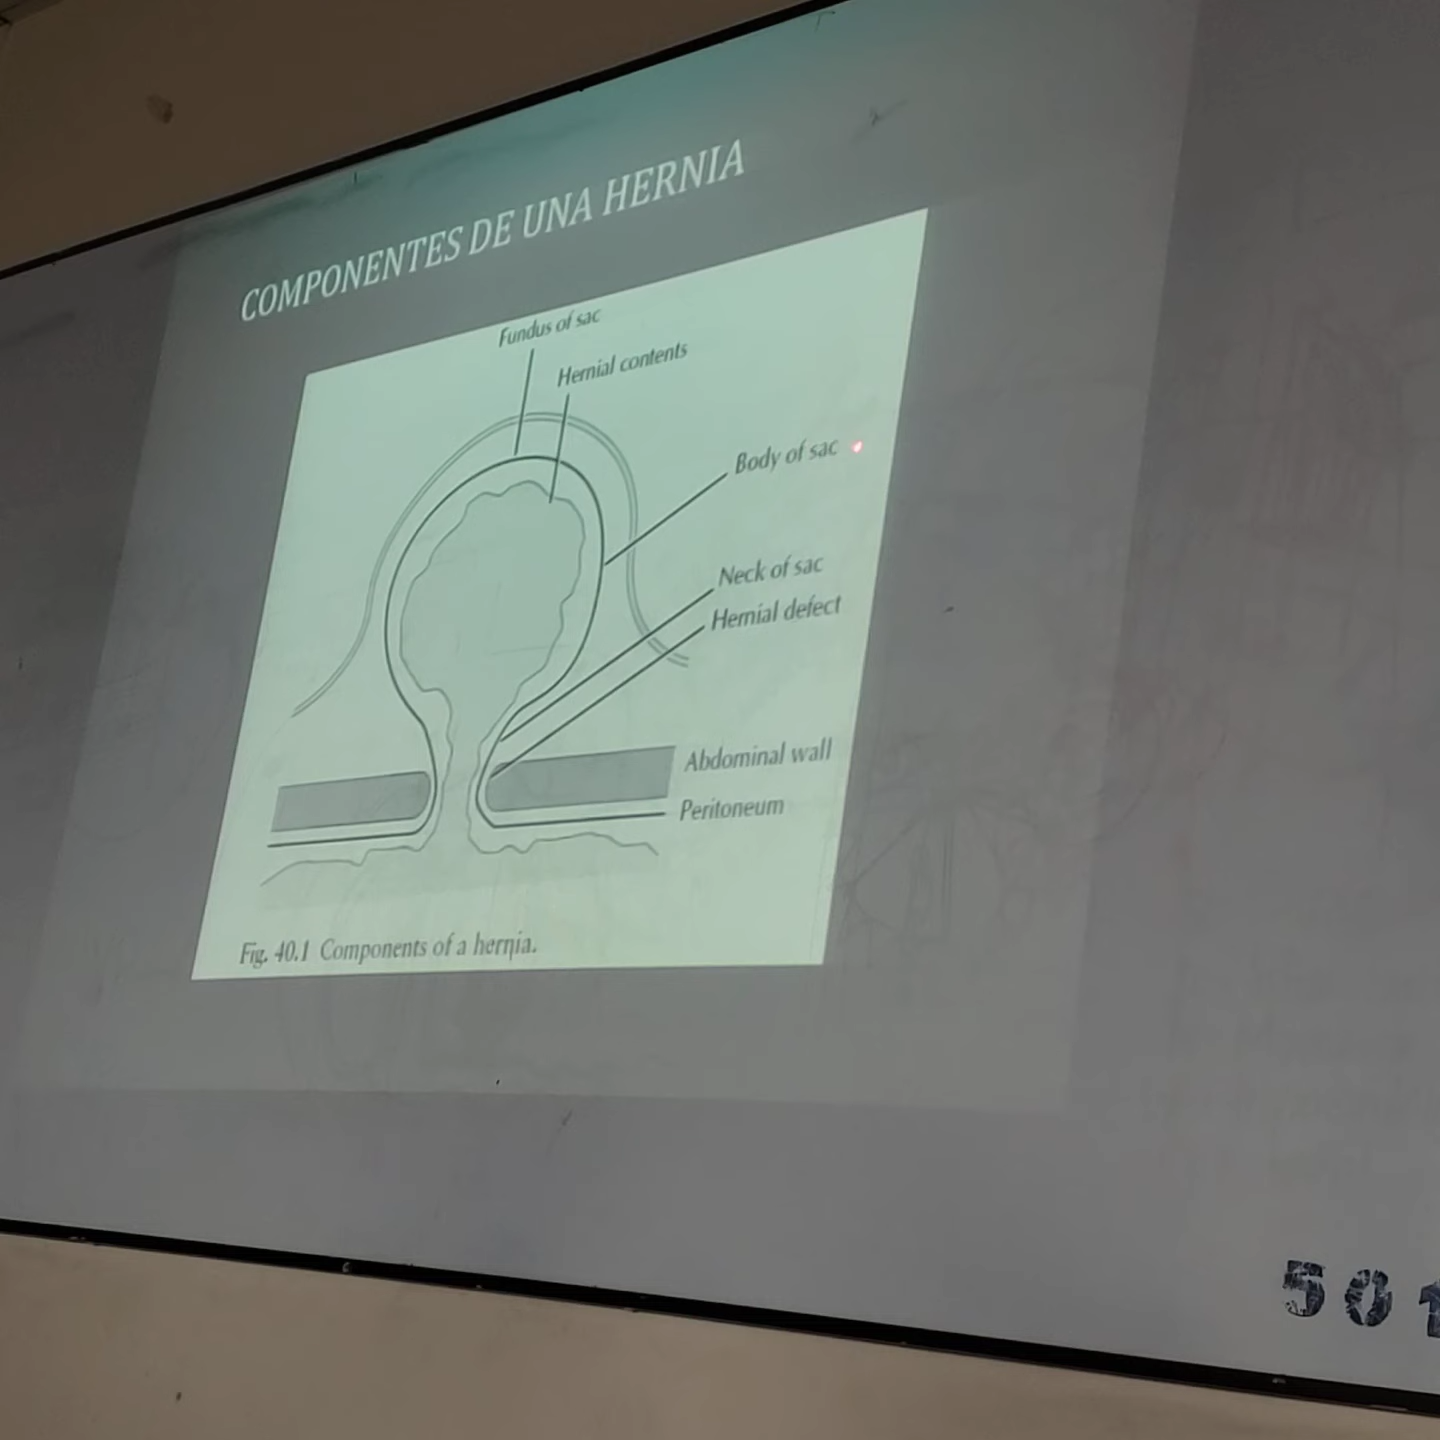 COMPONENTES DE UNA HERNIA
Fundus of sac
Hernial contents
Body of sac
Neck of sac
Hernial defect
Abdominal wall
Peritoneum
Fig. 40.1 Components of a hernia.
50